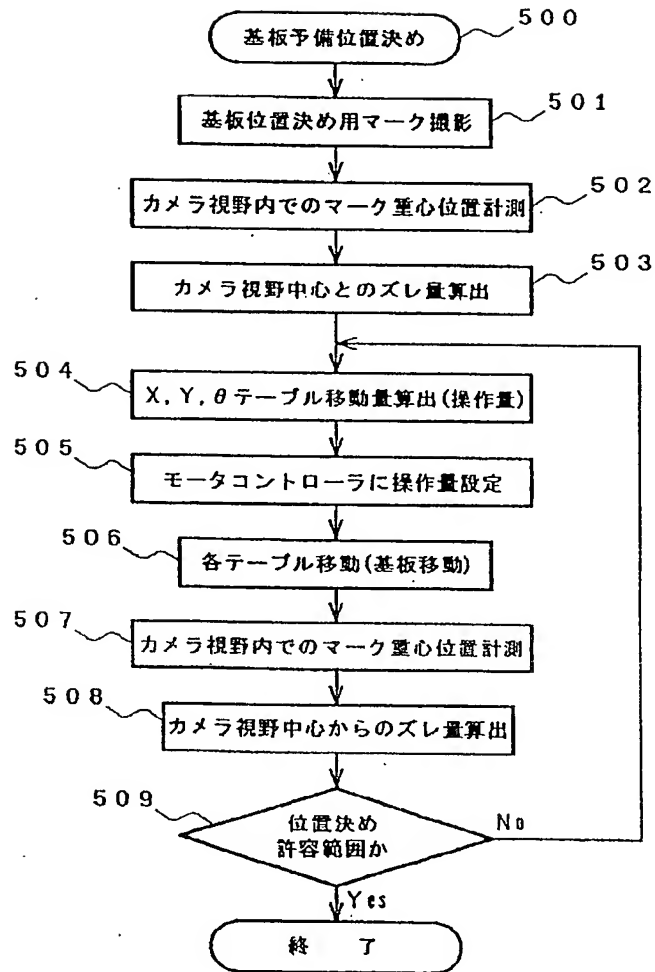 基板予備位置決め
500
基板位置決め用マーク撮影
501
カメラ視野内でのマーク重心位置計測
502
カメラ視野中心とのズレ量算出
503
504
X, Y, θテーブル移動量算出(操作量)
505
モータコントローラに操作量設定
506
各テーブル移動(基板移動)
507
カメラ視野内でのマーク重心位置計測
508
カメラ視野中心からのズレ量算出
509
位置決め
許容範囲か
No
Yes
終 了